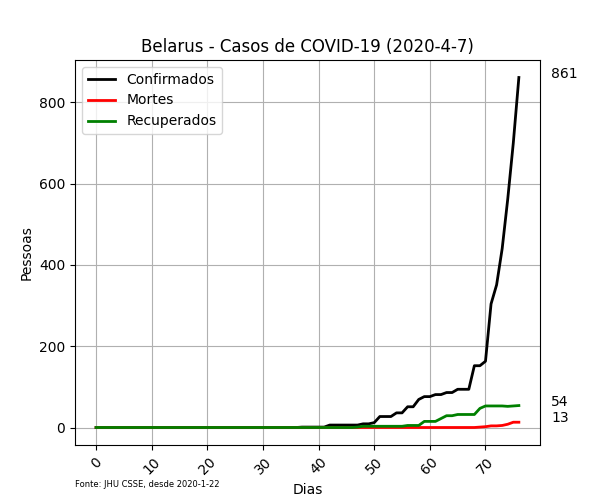 Belarus - Casos de COVID-19 (2020-4-7)
Confirmados
Mortes
Recuperados
861
54
13
800
600
400
200
0
Pessoas
0
10
20
30
40
50
60
70
Dias
Fonte: JHU CSSE, desde 2020-1-22